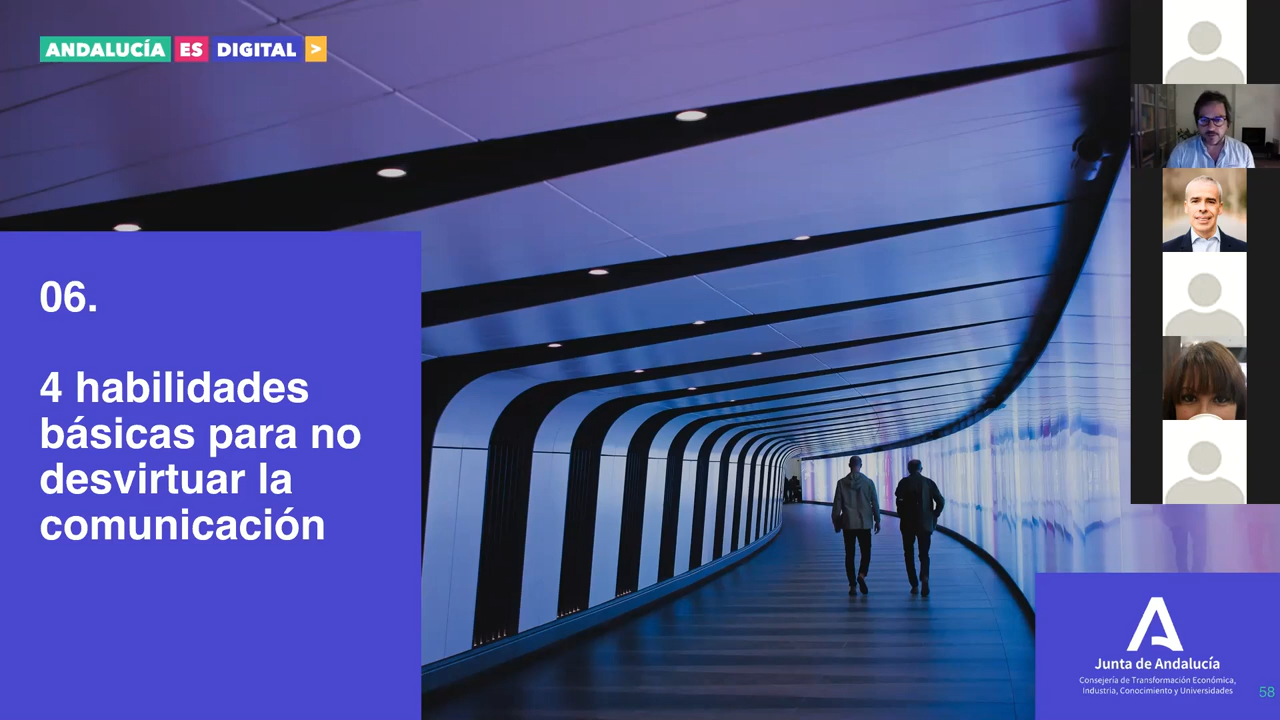 ANDALUCÍA ES DIGITAL >
06.
4 habilidades
básicas para no
desvirtuar la
comunicación
Junta de Andalucía
Consejería de Transformación Económica,
Industria, Conocimiento y Universidades
58